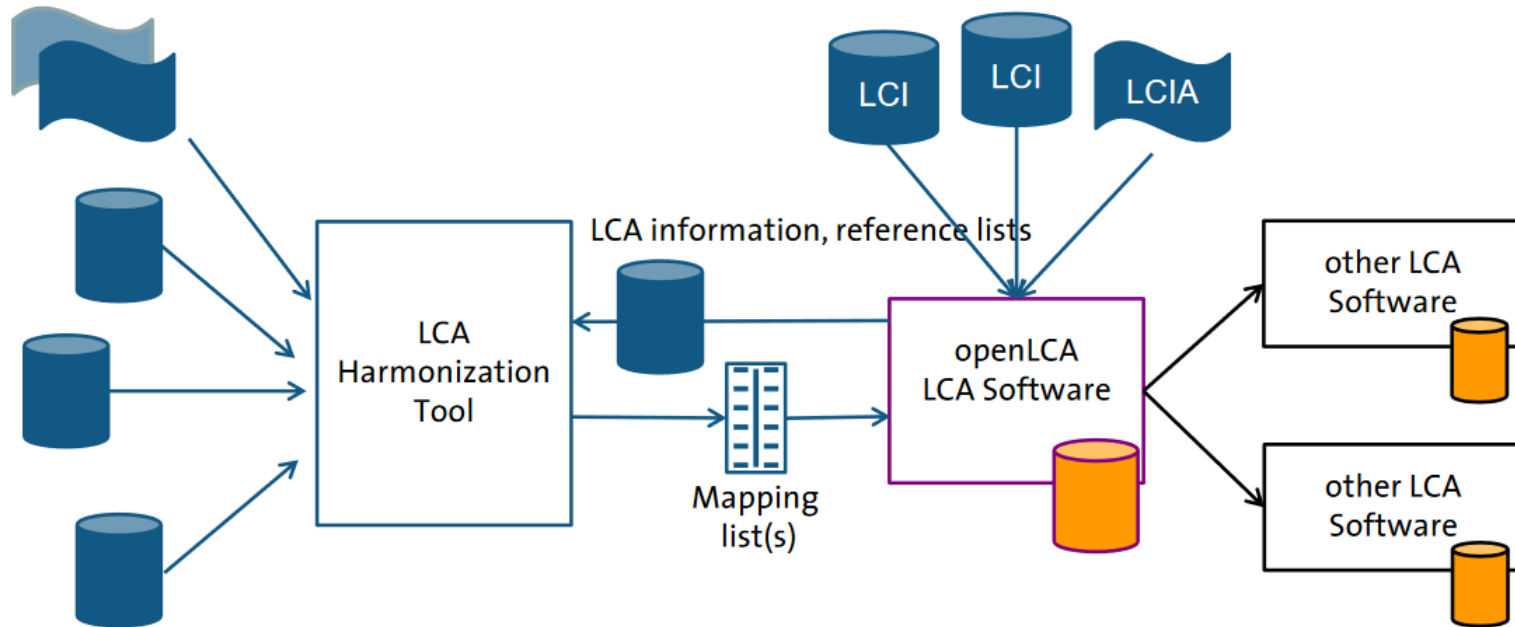 LCI
LCI
LCIA
LCA information, reference lists
LCA
Harmonization
Tool
Mapping
list(s)
openLCA
LCA Software
other LCA
Software
other LCA
Software